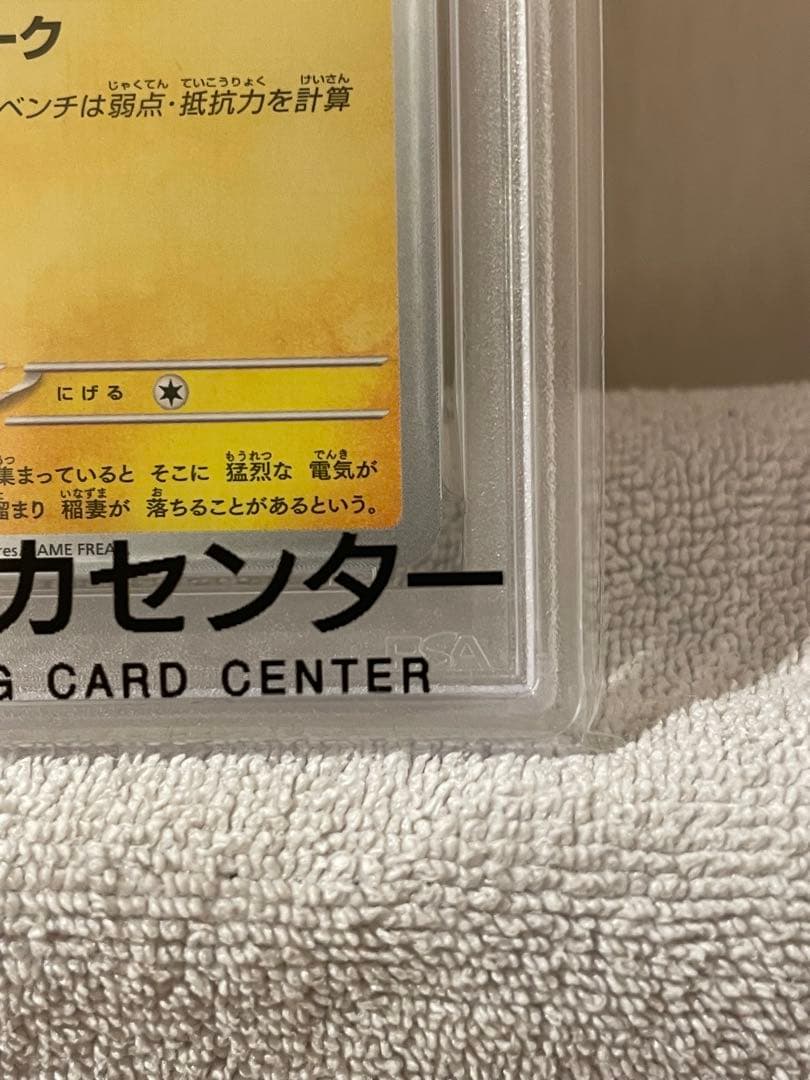 ーク
ベンチは弱点・抵抗力を計算
じゃくてん ていこうりょく けいさん
にげる
集まっていると そこに 猛烈な 電気が
もうれつ でんき
溜まり 稲妻が 落ちることがあるという。
いなずま お
AME FREA
カセンター
G CARD CENTER
PSA